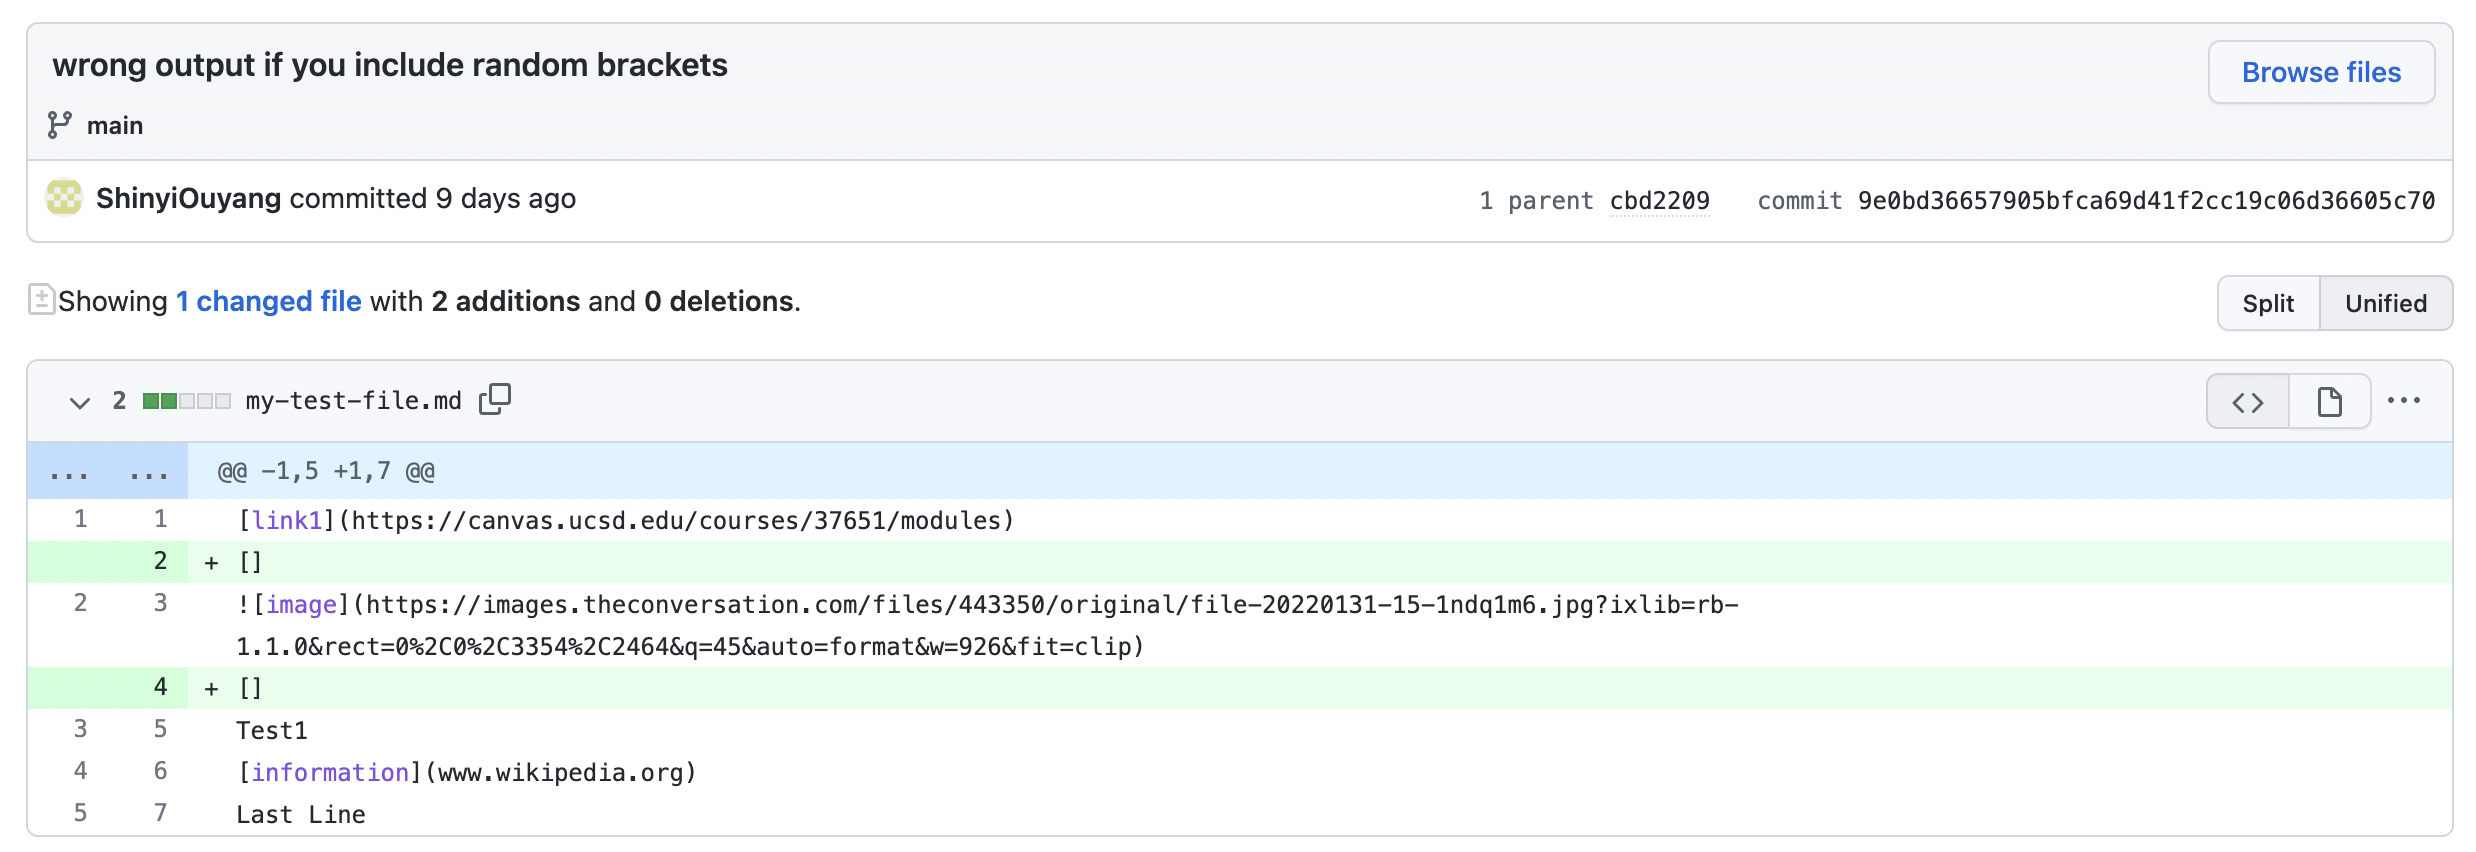 wrong output if you include random brackets
Browse files
main
ShinyiOuyang committed 9 days ago
1 parent cbd2209 commit 9e0bd36657905bfca69d41f2cc19c06d36605c70
Showing 1 changed file with 2 additions and 0 deletions.
Split Unified
2 my-test-file.md
... ... @@ -1,5 +1,7 @@
1 1 [link1](https://canvas.ucsd.edu/courses/37651/modules)
2 + []
2 3 ![image](https://images.theconversation.com/files/443350/original/file-20220131-15-1ndq1m6.jpg?ixlib=rb-
1.1.0&rect=0%2C0%2C3354%2C2464&q=45&auto=format&w=926&fit=clip)
4 + []
3 5 Test1
4 6 [information](www.wikipedia.org)
5 7 Last Line